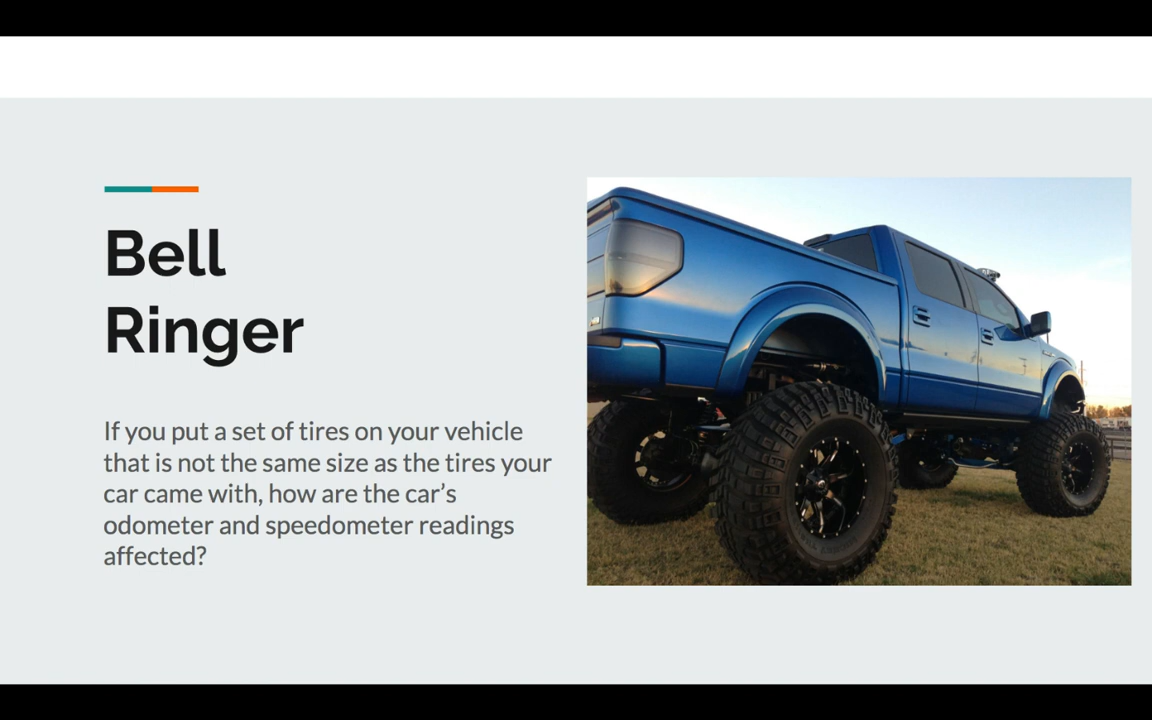 Bell
Ringer
If you put a set of tires on your vehicle
that is not the same size as the tires your
car came with, how are the car’s
odometer and speedometer readings
affected?